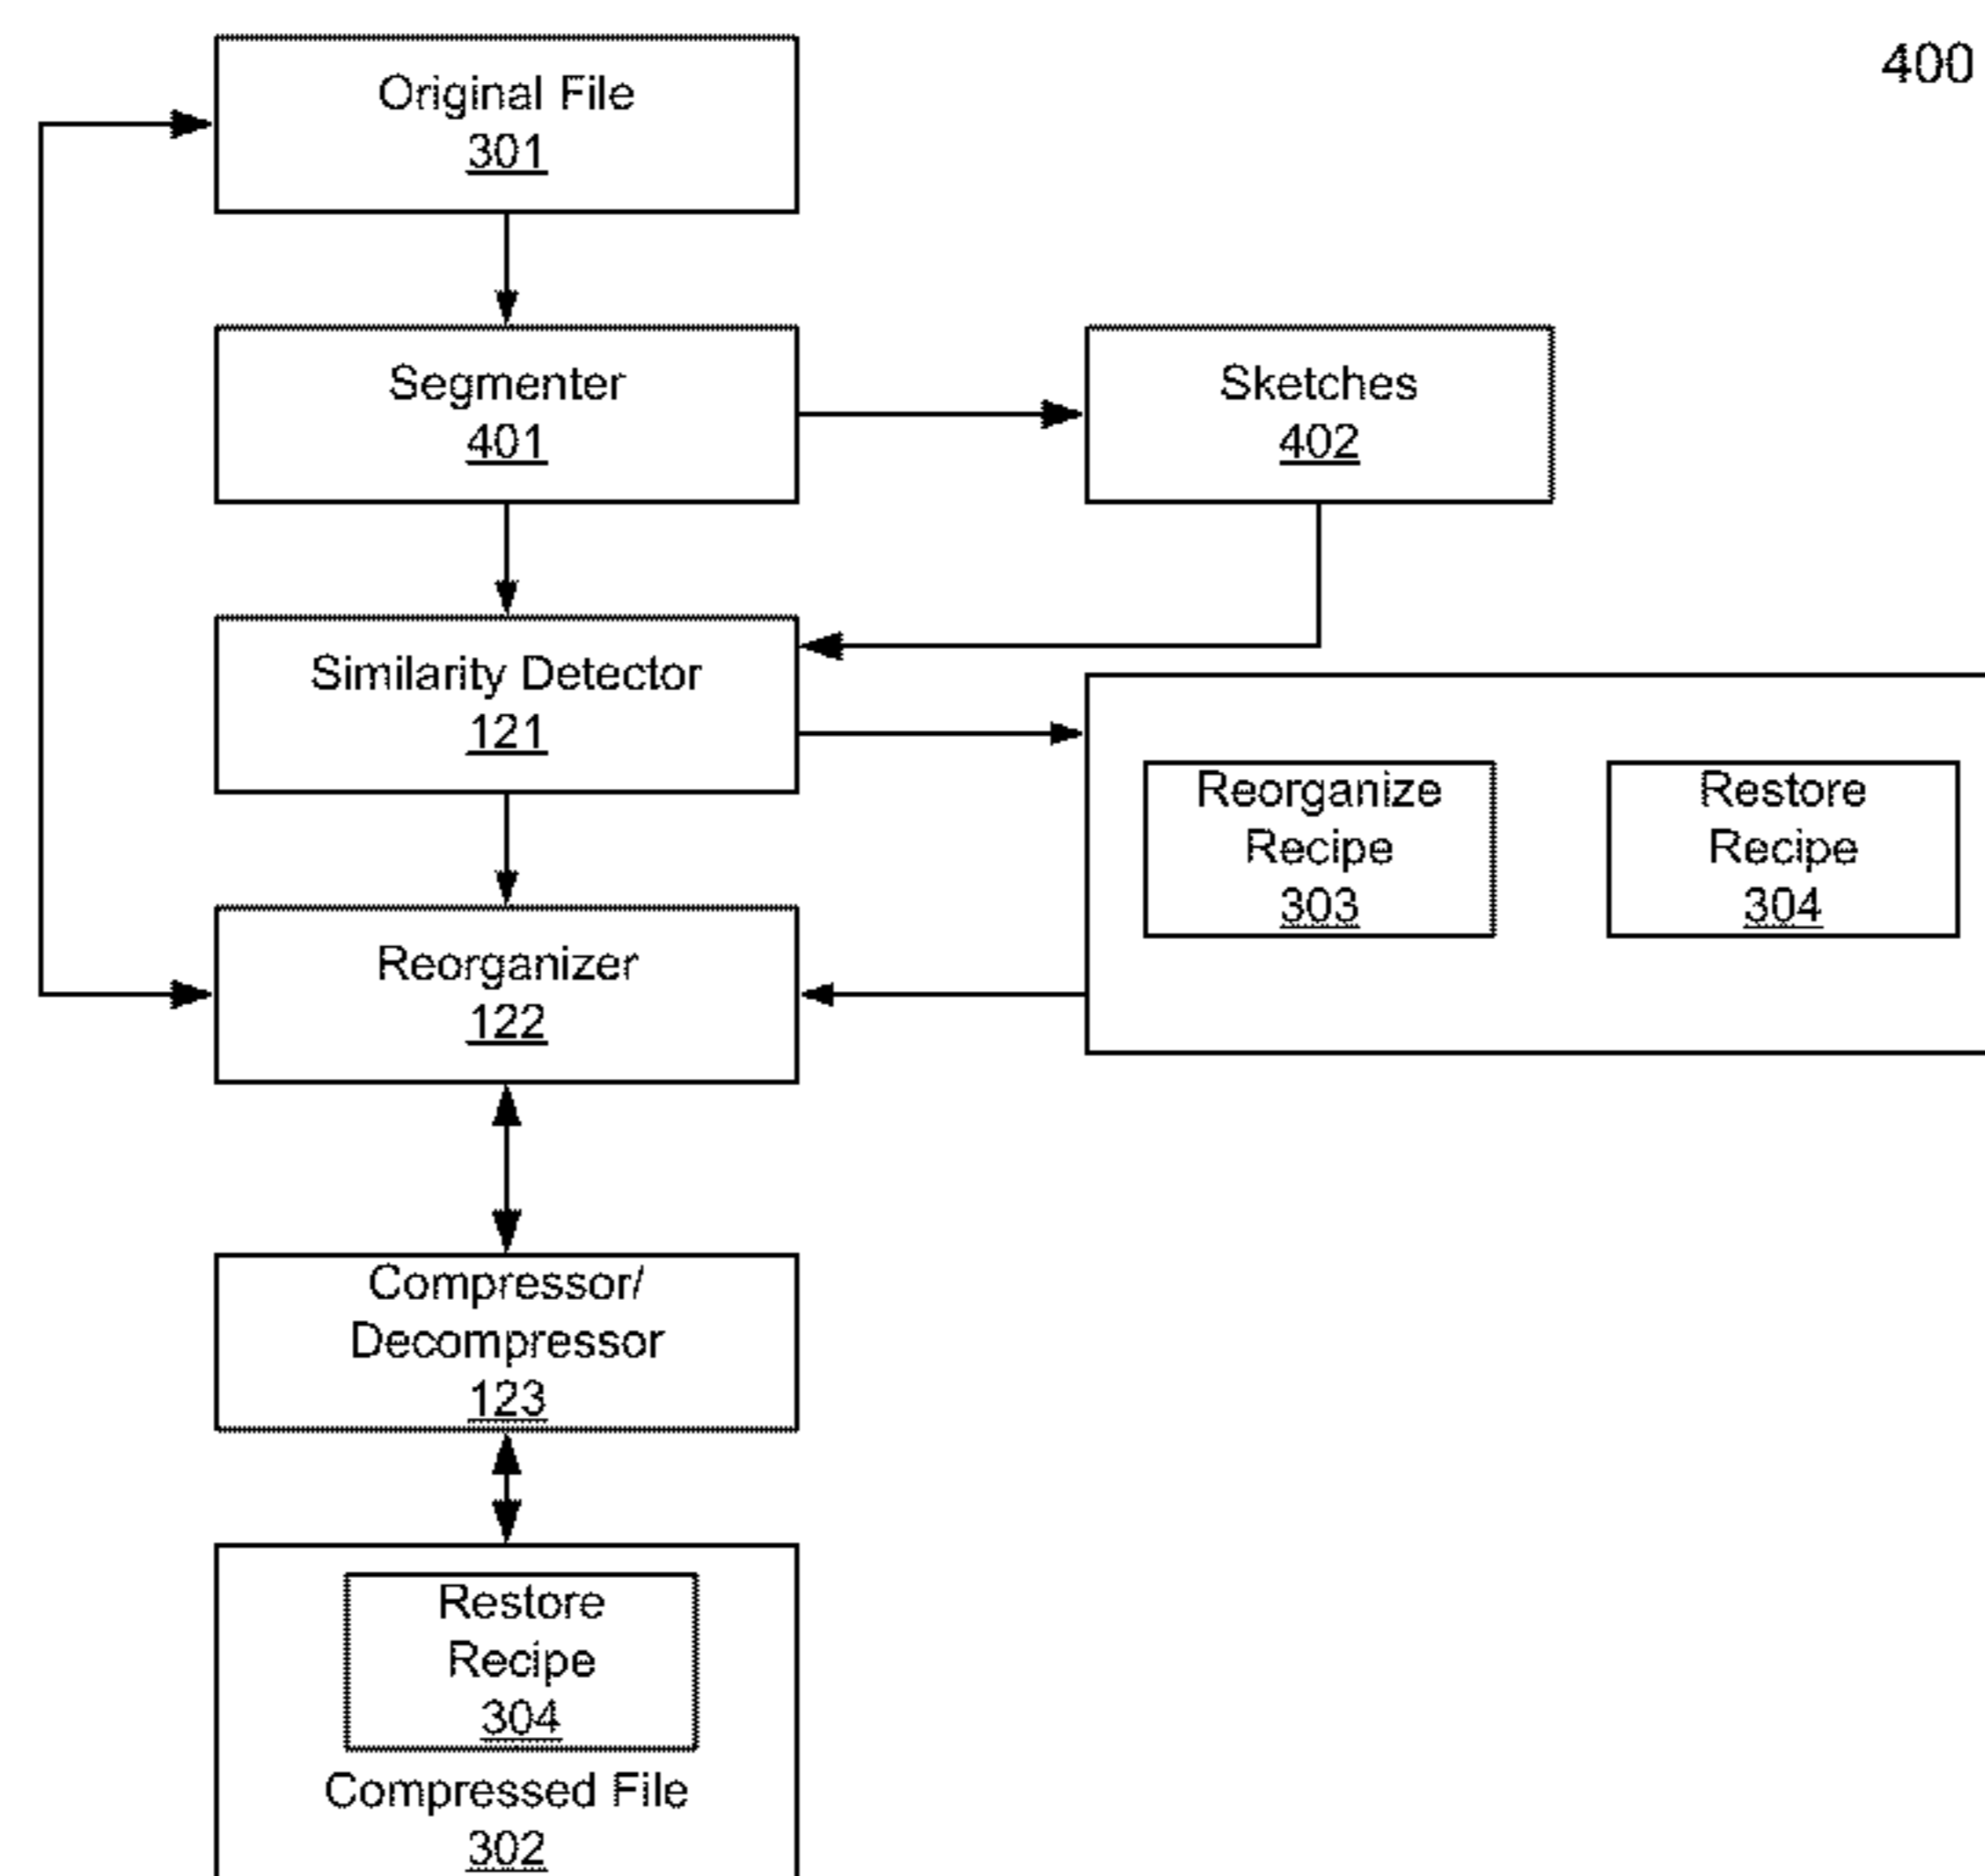 400
Original File
301
Segmenter
401
Sketches
402
Similarity Detector
121
Reorganize
Recipe
303
Restore
Recipe
304
Reorganizer
122
Compressor/
Decompressor
123
Restore
Recipe
304
Compressed File
302